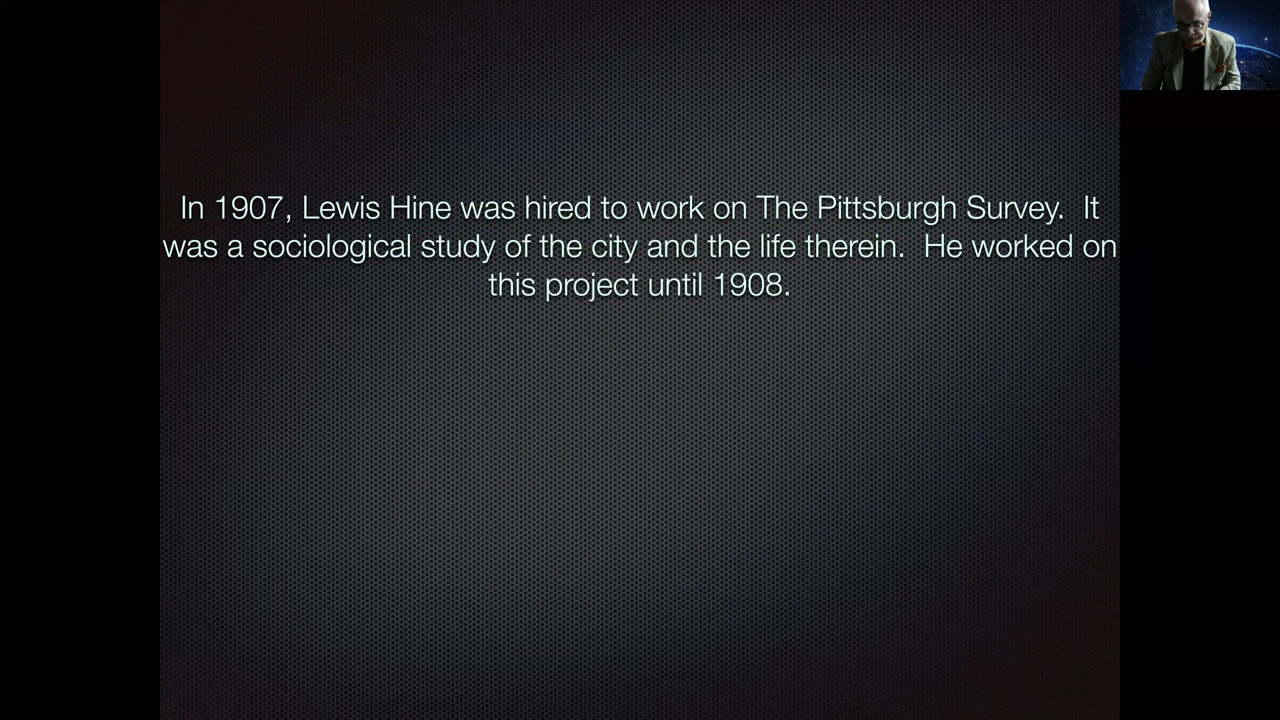 In 1907, Lewis Hine was hired to work on The Pittsburgh Survey.  It
was a sociological study of the city and the life therein.  He worked on
this project until 1908.